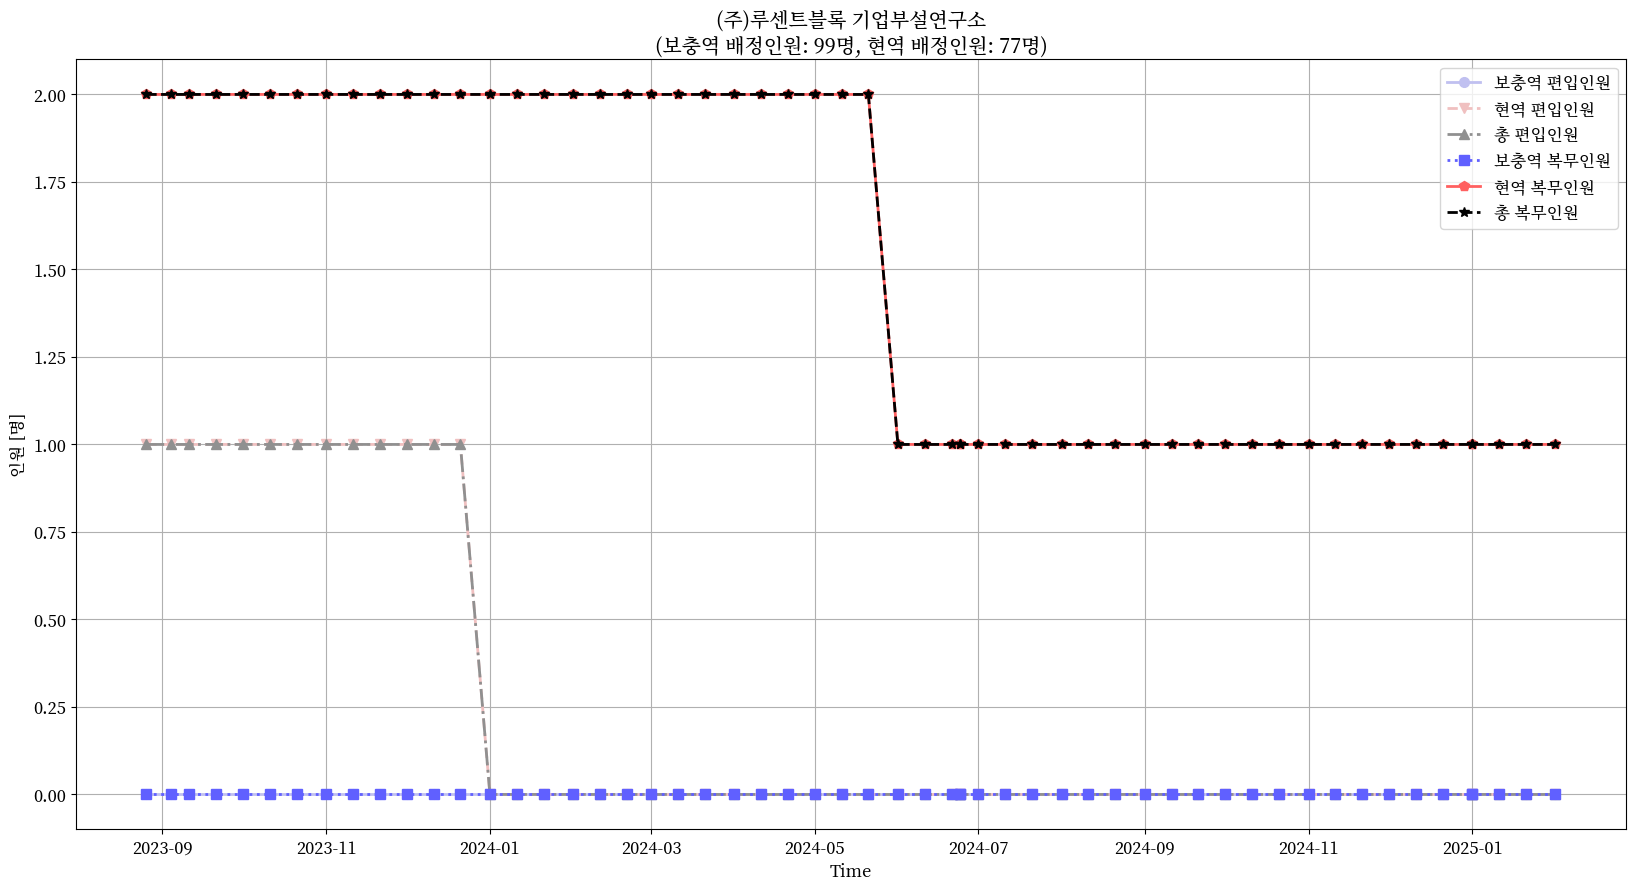 (주)루센트블록 기업부설연구소
(보충역 배정인원: 99명, 현역 배정인원: 77명)
보충역 편입인원
현역 편입인원
총 편입인원
보충역 복무인원
현역 복무인원
총 복무인원
인원 [명]
2.00
1.75
1.50
1.25
1.00
0.75
0.50
0.25
0.00
2023-09 2023-11 2024-01 2024-03 2024-05 2024-07 2024-09 2024-11 2025-01
Time